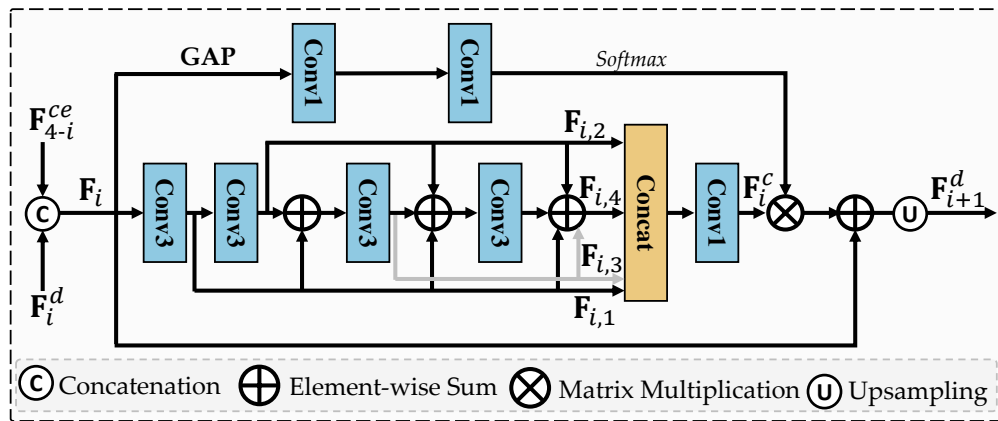 GAP
Conv1
Conv1
Softmax
F_{4-i}^{ce}
F_i
C
F_i^d
Conv3
Conv3
Conv3
Conv3
F_{i,2}
F_{i,4}
F_{i,3}
F_{i,1}
Concat
Conv1
F_i^c
U
F_{i+1}^d
C Concatenation
Element-wise Sum
Matrix Multiplication
U Upsampling